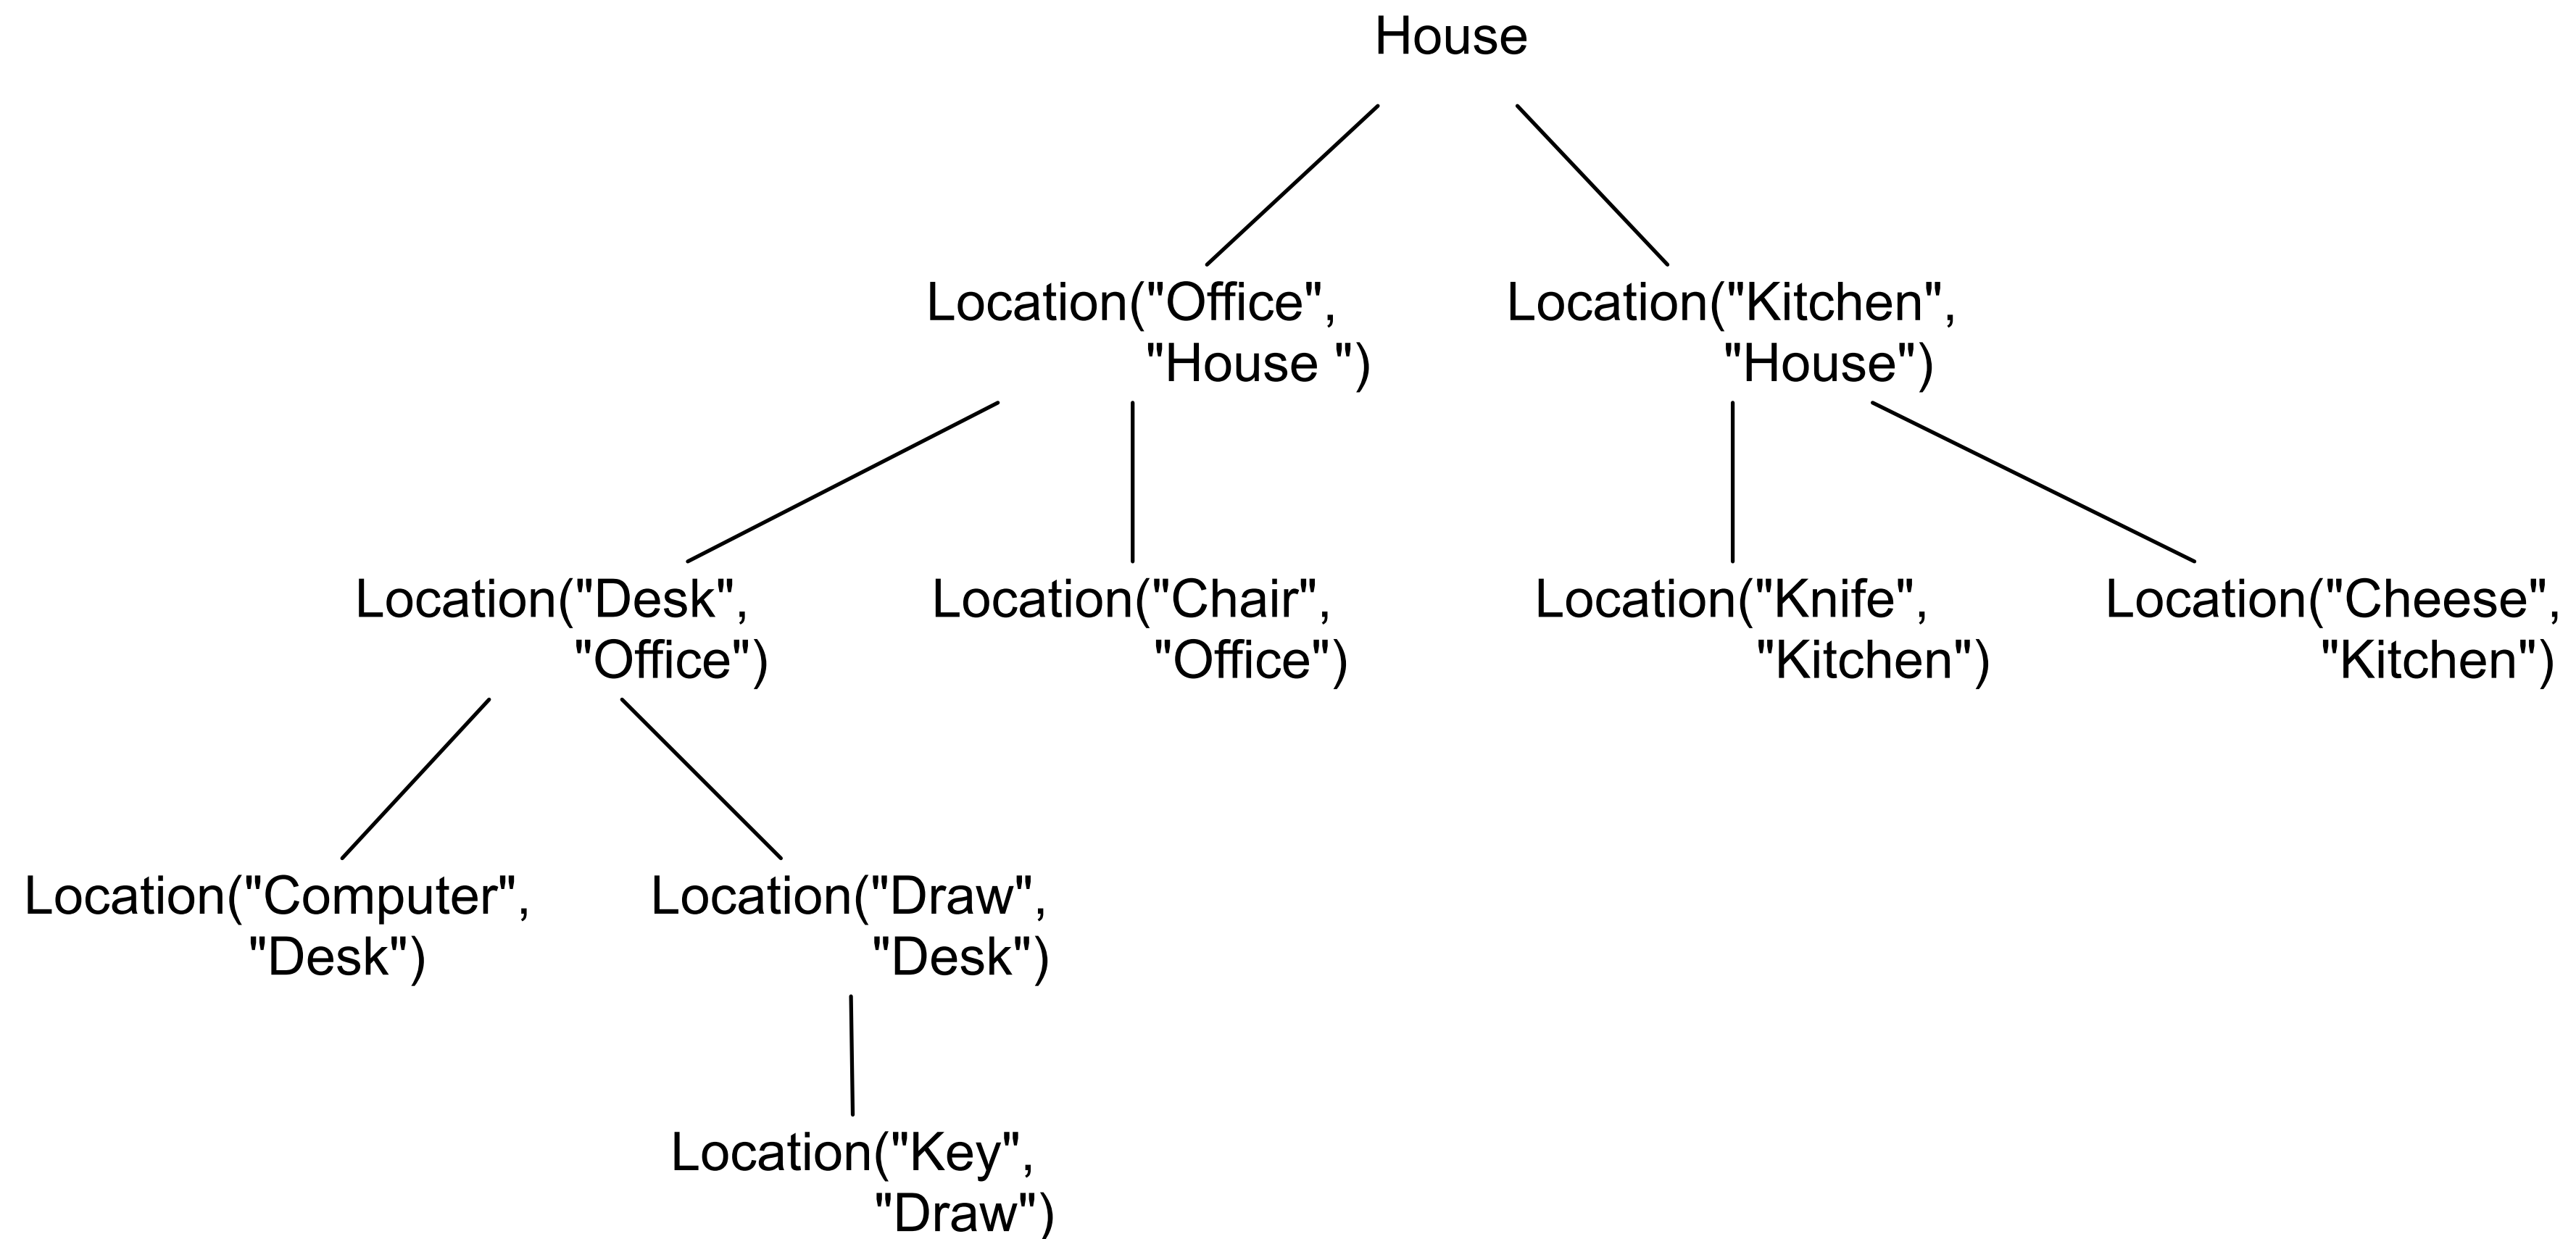 House
Location("Office",
"House ")
Location("Kitchen",
"House")
Location("Desk",
"Office")
Location("Chair",
"Office")
Location("Knife",
"Kitchen")
Location("Cheese",
"Kitchen")
Location("Computer",
"Desk")
Location("Draw",
"Desk")
Location("Key",
"Draw")